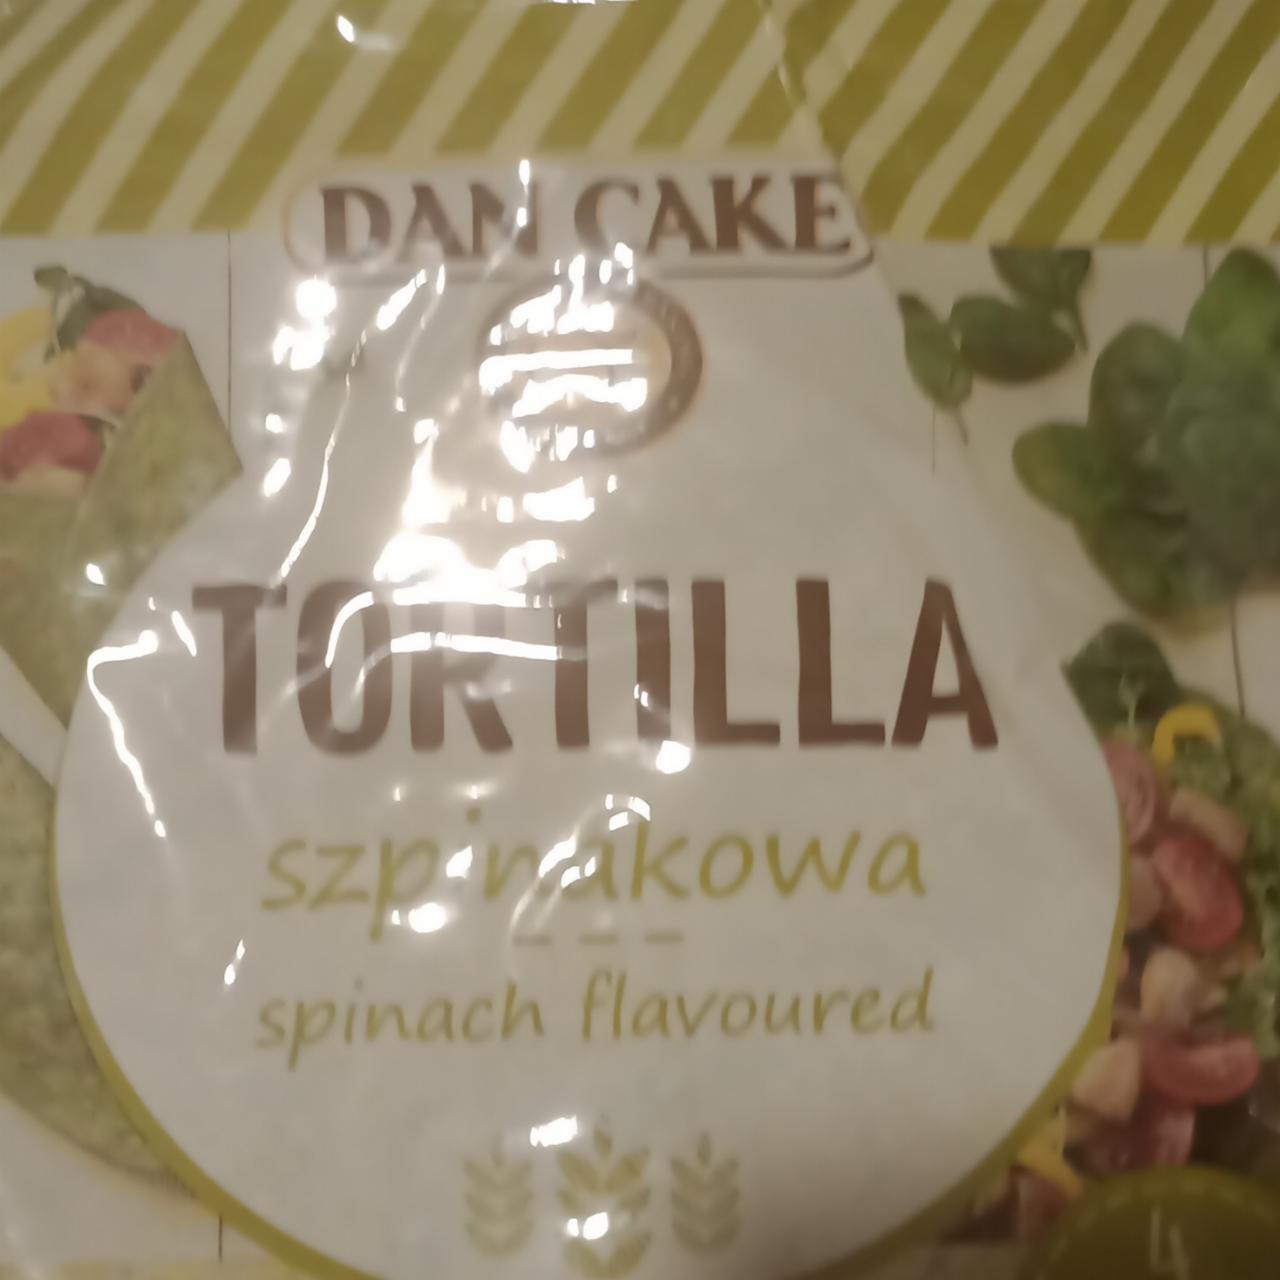 DAN CAKE
TORTILLA
szpinakowa
spinach flavoured